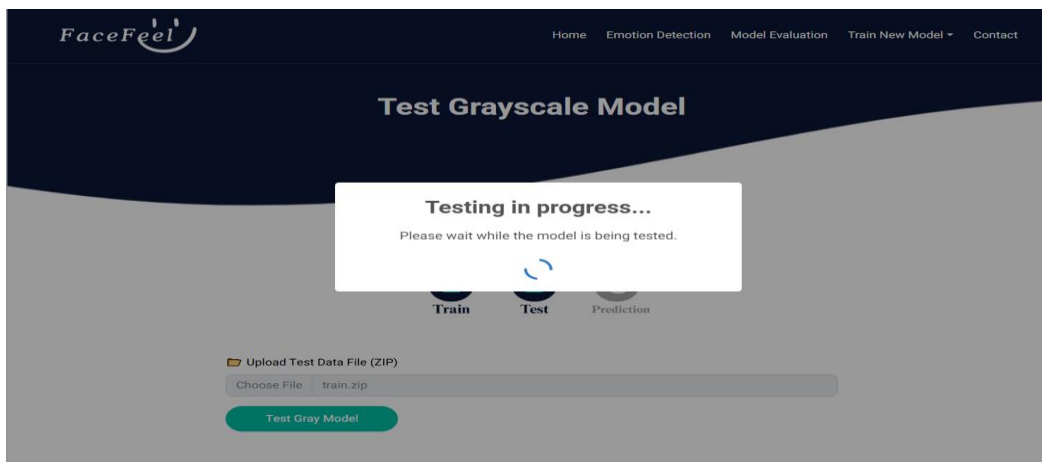 FaceFeel
Home Emotion Detection Model Evaluation Train New Model Contact
Test Grayscale Model
Testing in progress...
Please wait while the model is being tested.
Train Test Prediction
Upload Test Data File (ZIP)
Choose File train.zip
Test Gray Model